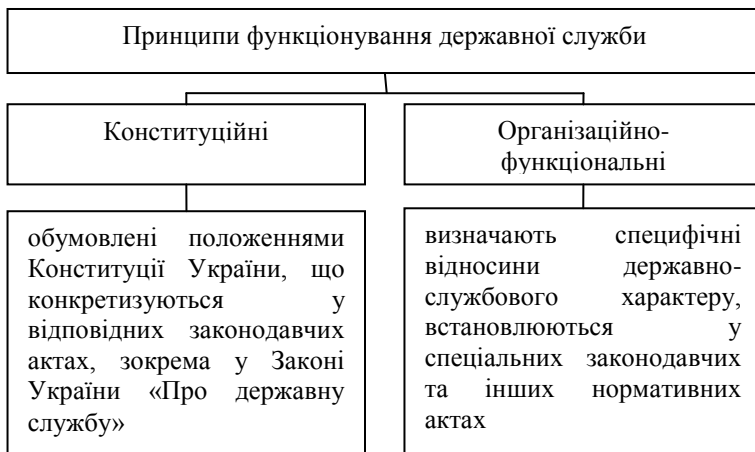 Принципи функціонування державної служби
Конституційні
Організаційно-
функціональні
обумовлені положеннями
Конституції України, що
конкретизуються у
відповідних законодавчих
актах, зокрема у Законі
України «Про державну
службу»
визначають специфічні
відносини державно-
службового характеру,
встановлюються у
спеціальних законодавчих
та інших нормативних
актах